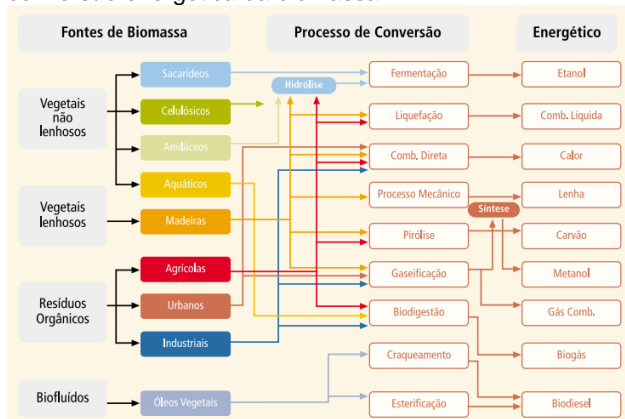 Fontes de Biomassa
Processo de Conversão
Energético
Sacarídeos
Hidrólise
Fermentação
Etanol
Vegetais
não
lenhosos
Celulósicos
Liquefação
Comb. Líquida
Amiláceos
Comb. Direta
Calor
Aquáticos
Processo Mecânico
Lenha
Síntese
Vegetais
lenhosos
Madeiras
Pirólise
Carvão
Agrícolas
Gaseificação
Metanol
Resíduos
Orgânicos
Urbanos
Biodigestão
Gás Comb.
Industriais
Craqueamento
Biogás
Biofluídos
Óleos Vegetais
Esterificação
Biodiesel